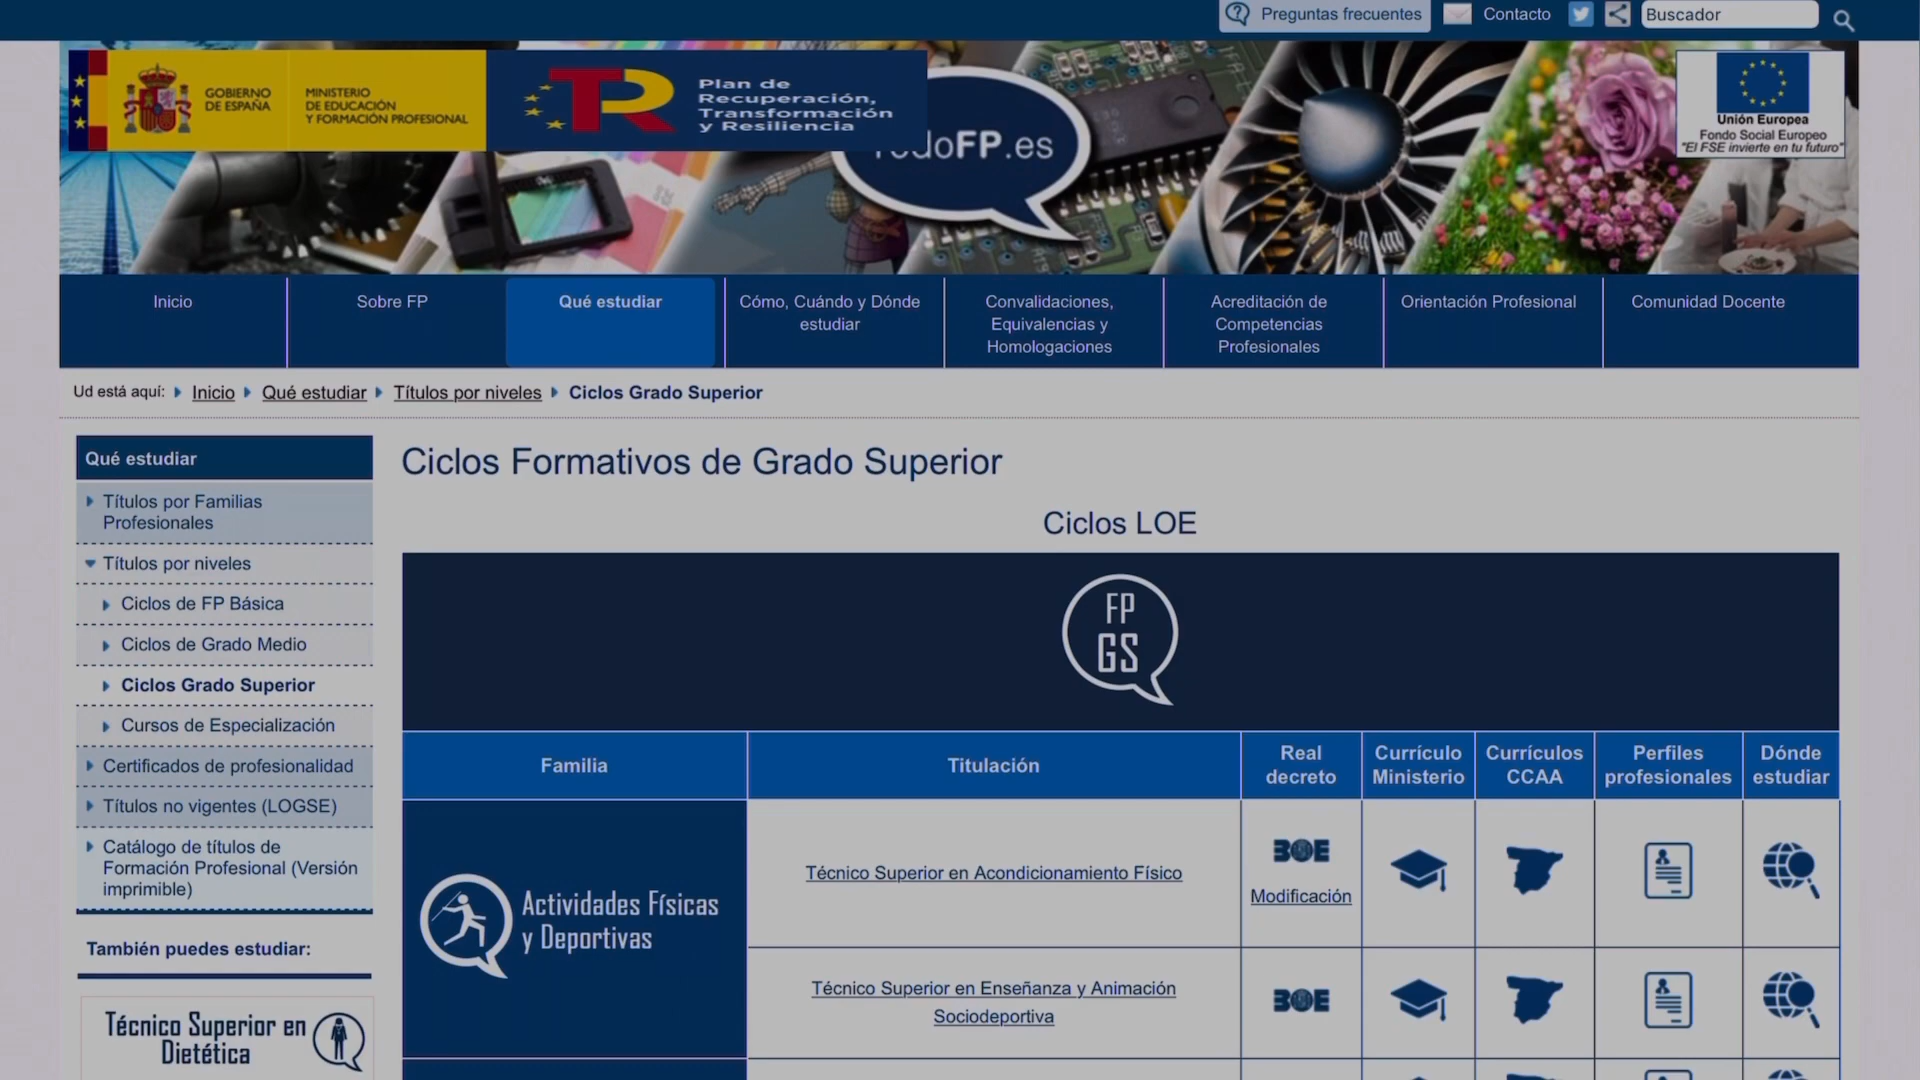 Preguntas frecuentes
Contacto
Buscador
GOBIERNO
DE ESPAÑA
MINISTERIO
DE EDUCACIÓN
Y FORMACIÓN PROFESIONAL
Plan de
Recuperación,
Transformación
y Resiliencia
FP.es
Unión Europea
Fondo Social Europeo
"El FSE invierte en tu futuro"
Inicio
Sobre FP
Qué estudiar
Cómo, Cuándo y Dónde
estudiar
Convalidaciones,
Equivalencias y
Homologaciones
Acreditación de
Competencias
Profesionales
Orientación Profesional
Comunidad Docente
Ud está aquí: Inicio Qué estudiar Títulos por niveles Ciclos Grado Superior
Qué estudiar
Títulos por Familias
Profesionales
Títulos por niveles
Ciclos de FP Básica
Ciclos de Grado Medio
Ciclos Grado Superior
Cursos de Especialización
Certificados de profesionalidad
Títulos no vigentes (LOGSE)
Catálogo de títulos de
Formación Profesional (Versión
imprimible)
También puedes estudiar:
Técnico Superior en
Dietética
Ciclos Formativos de Grado Superior
Ciclos LOE
FP
GS
Familia
Titulación
Real
decreto
Currículo
Ministerio
Currículos
CCAA
Perfiles
profesionales
Dónde
estudiar
Actividades Físicas
y Deportivas
Técnico Superior en Acondicionamiento Físico
BOE
Modificación
Técnico Superior en Enseñanza y Animación
Sociodeportiva
BOE